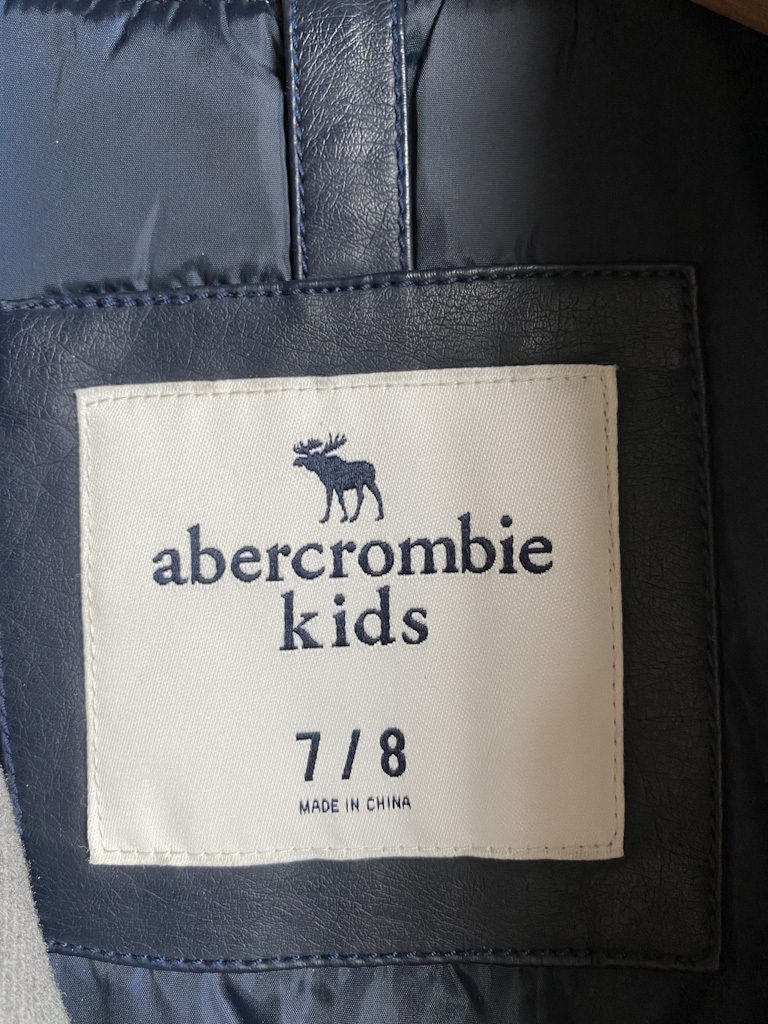 abercrombie
kids
7/8
MADE IN CHINA